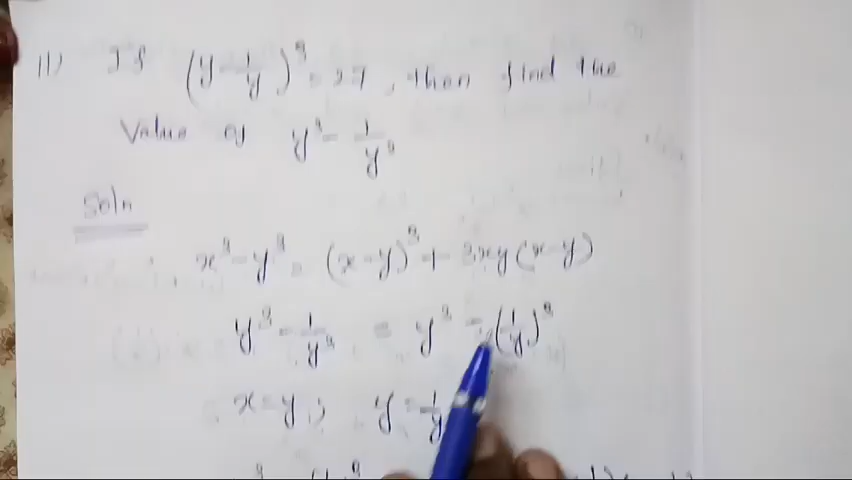 11) If (y - 1/y)³ = 27, then find the
Value of y³ - 1/y³
Soln
x³ - y³ = (x - y)³ + 3xy(x - y)
y³ - 1/y³ = y³ - (1/y)³
x = y ; y = 1/y